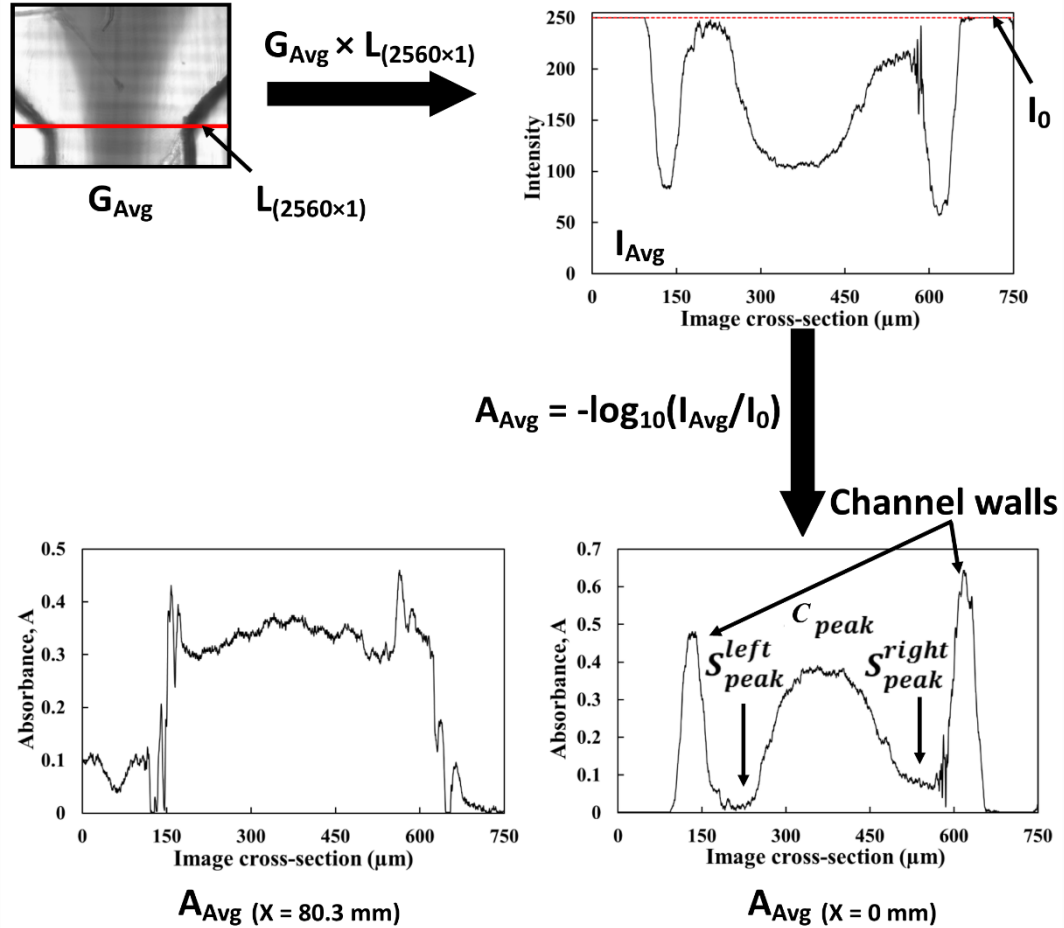 G_Avg × L_(2560×1)
G_Avg
L_(2560×1)
250
200
150
100
50
0
Intensity
I_Avg
I_0
0 150 300 450 600 750
Image cross-section (µm)
A_Avg = -log_10(I_Avg/I_0)
Channel walls
0.5
0.4
0.3
0.2
0.1
0
Absorbance, A
0 150 300 450 600 750
Image cross-section (µm)
A_Avg (X = 80.3 mm)
0.7
0.6
0.5
0.4
0.3
0.2
0.1
0
Absorbance, A
C_peak
S_peak^left
S_peak^right
0 150 300 450 600 750
Image cross-section (µm)
A_Avg (X = 0 mm)